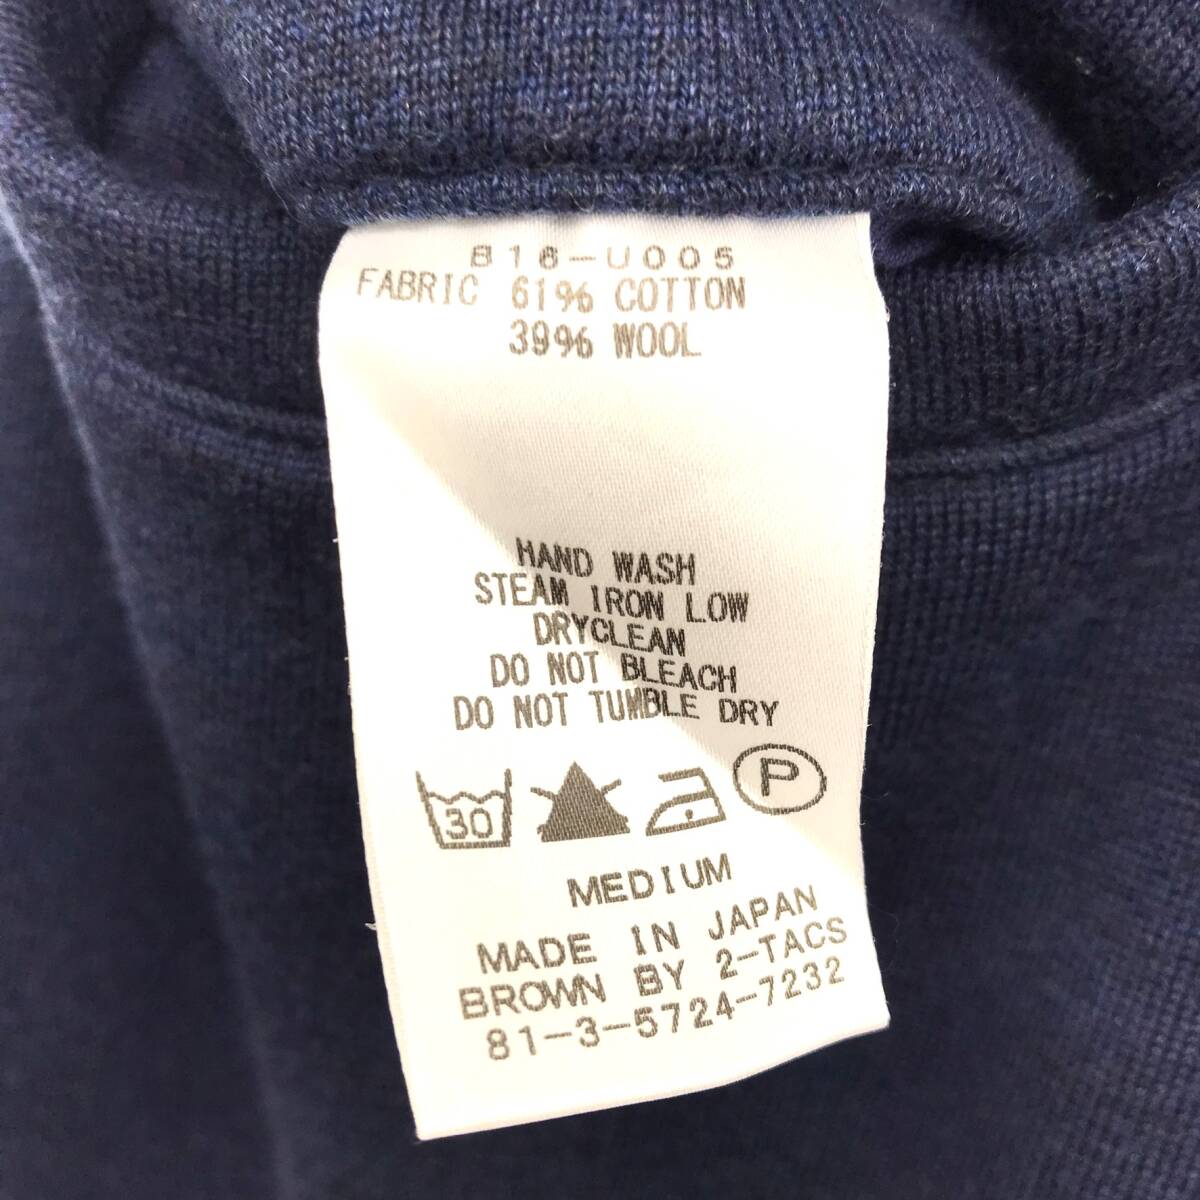 B16-U005
FABRIC 61% COTTON
39% WOOL
HAND WASH
STEAM IRON LOW
DRYCLEAN
DO NOT BLEACH
DO NOT TUMBLE DRY
30 P
MEDIUM
MADE IN JAPAN
BROWN BY 2-TACS
81-3-5724-7232